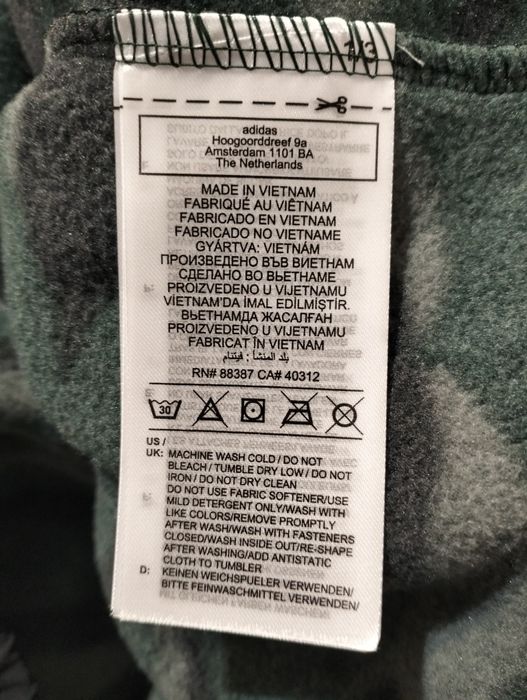 1/3
adidas
Hoogoorddreef 9a
Amsterdam 1101 BA
The Netherlands
MADE IN VIETNAM
FABRIQUÉ AU VIÊTNAM
FABRICADO EN VIETNAM
FABRICADO NO VIETNAME
GYÁRTVA: VIETNÁM
ПРОИЗВЕДЕНО ВЪВ ВИЕТНАМ
СДЕЛАНО ВО ВЬЕТНАМЕ
PROIZVEDENO U VIJETNAMU
VİETNAM'DA İMAL EDİLMİŞTİR.
ВЬЕТНАМДА ЖАСАЛҒАН
PROIZVEDENO U VIJETNAMU
FABRICAT ÎN VIETNAM
بلد المنشأ : فيتنام
RN# 88387 CA# 40312
30
US /
UK: MACHINE WASH COLD / DO NOT
BLEACH / TUMBLE DRY LOW / DO NOT
IRON / DO NOT DRY CLEAN
DO NOT USE FABRIC SOFTENER/USE
MILD DETERGENT ONLY/WASH WITH
LIKE COLORS/REMOVE PROMPTLY
AFTER WASH/WASH WITH FASTENERS
CLOSED/WASH INSIDE OUT/RE-SHAPE
AFTER WASHING/ADD ANTISTATIC
CLOTH TO TUMBLER
D: KEINEN WEICHSPUELER VERWENDEN/
BITTE FEINWASCHMITTEL VERWENDEN/